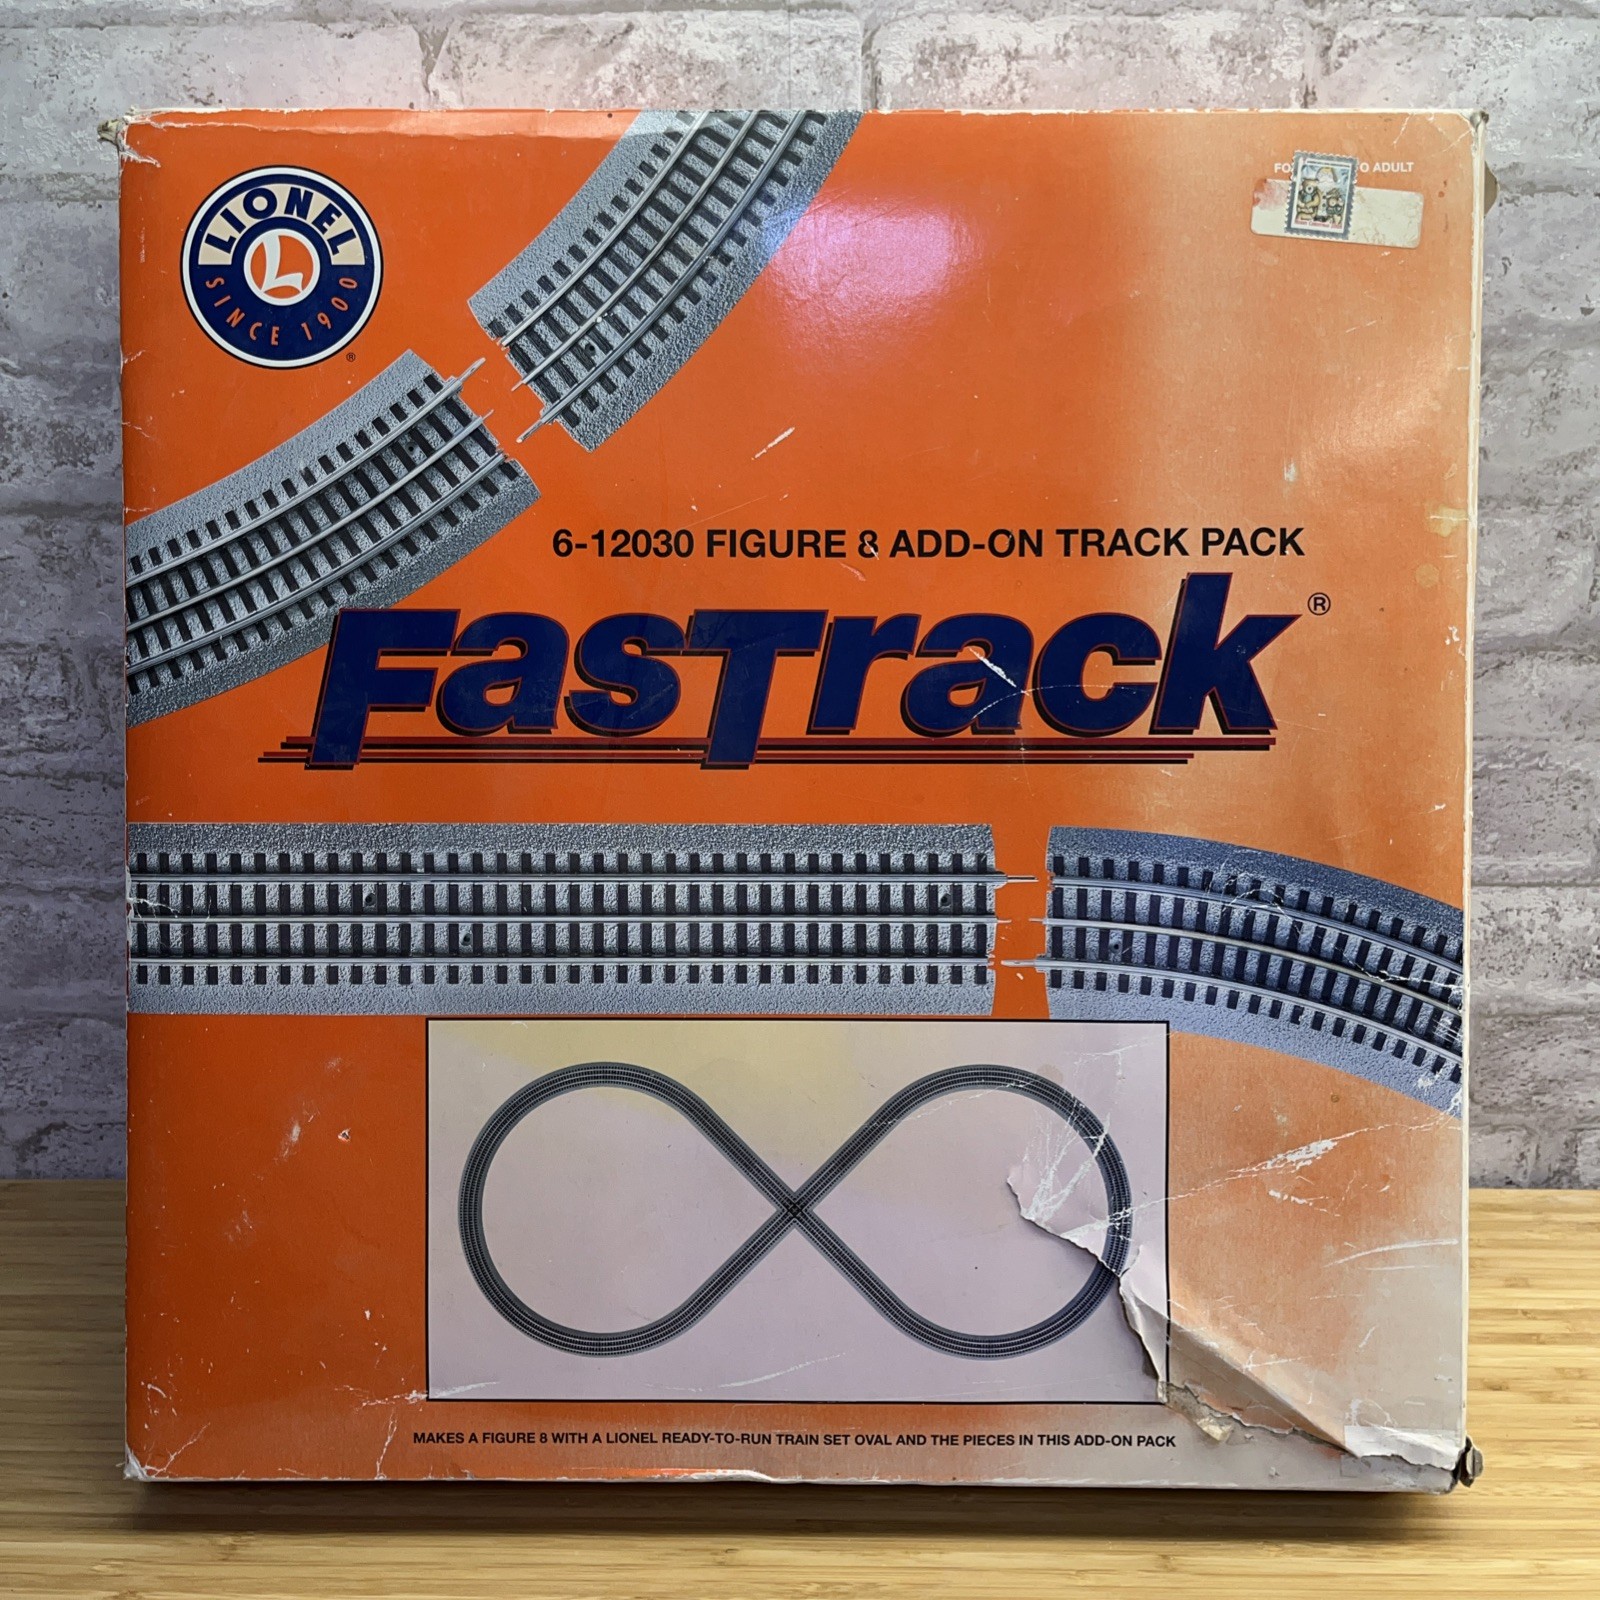 LIONEL
L
SINCE 1900
®
O ADULT
6-12030 FIGURE 8 ADD-ON TRACK PACK
FASTRACK®
MAKES A FIGURE 8 WITH A LIONEL READY-TO-RUN TRAIN SET OVAL AND THE PIECES IN THIS ADD-ON PACK